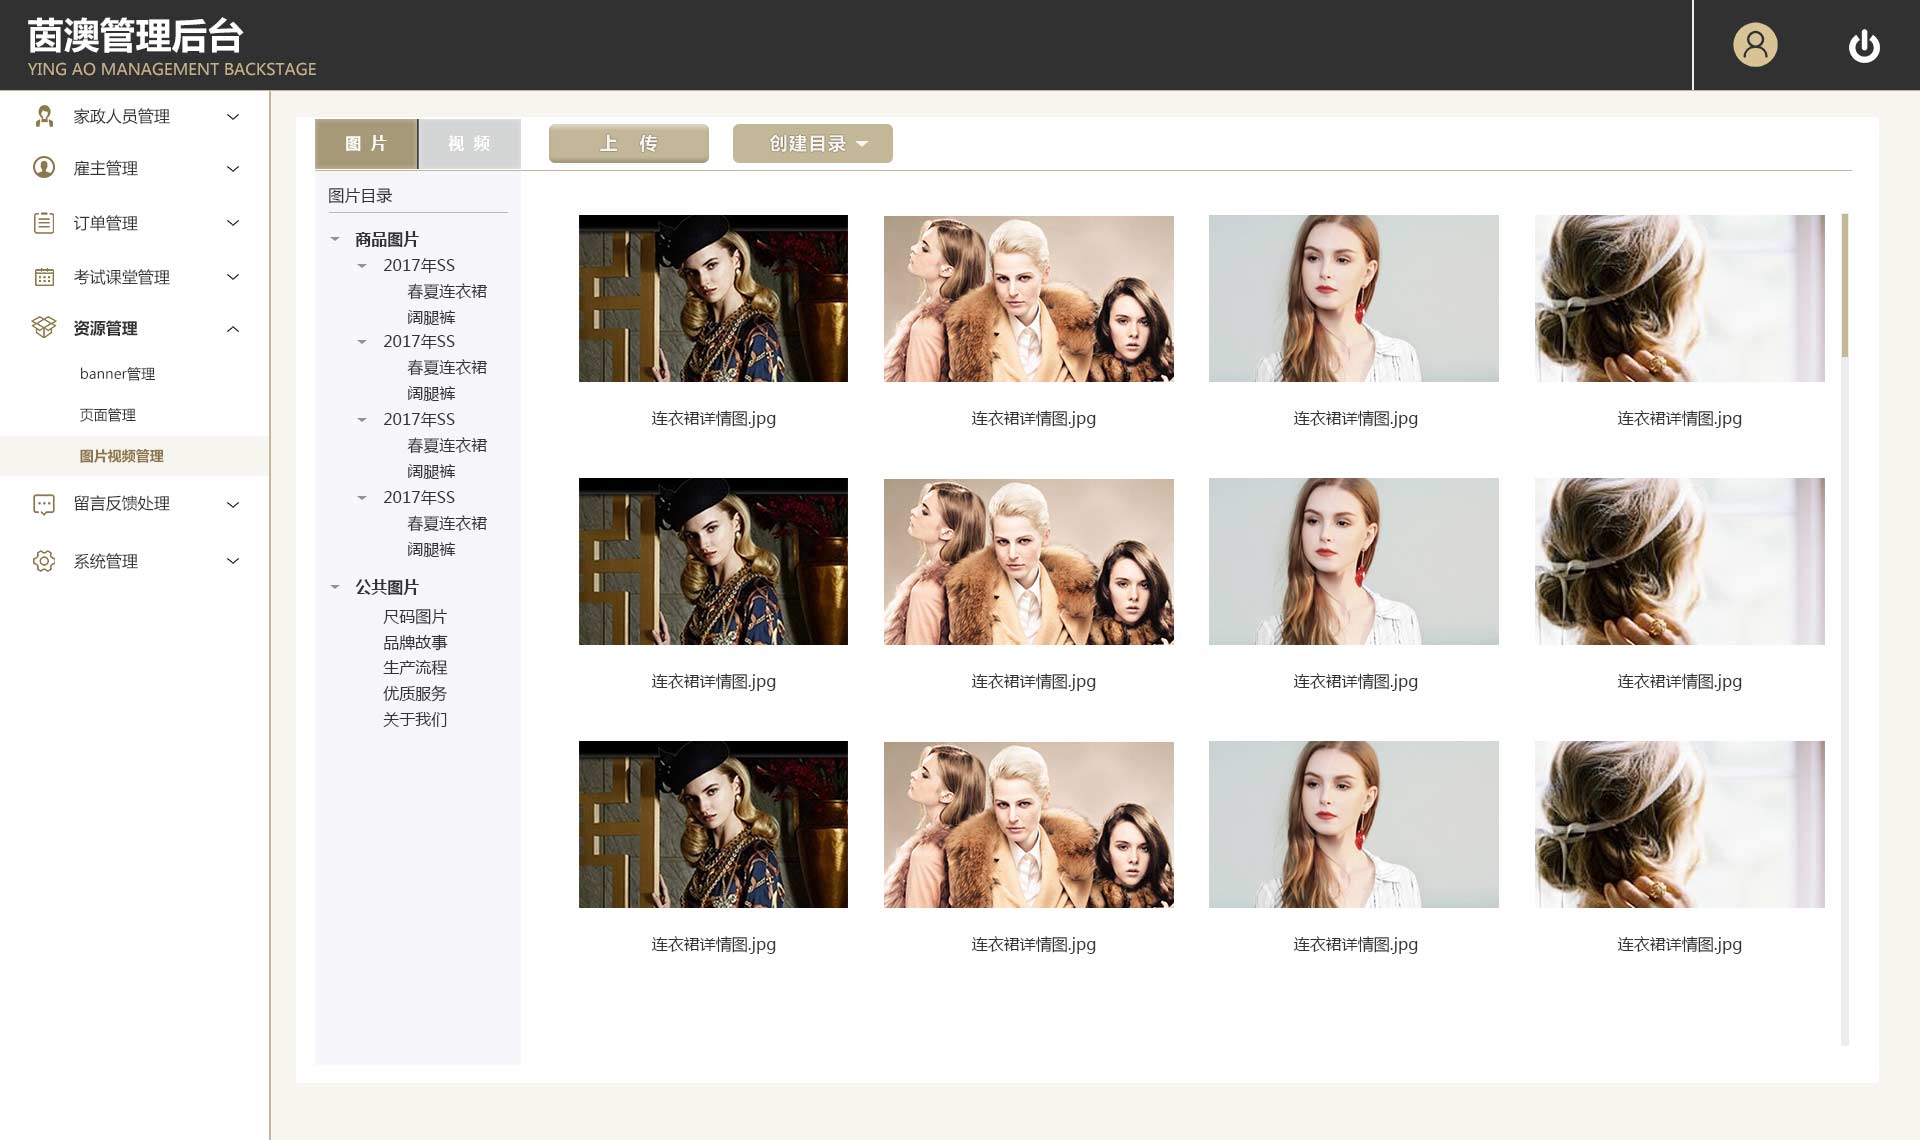 茵澳管理后台
YING AO MANAGEMENT BACKSTAGE
家政人员管理
雇主管理
订单管理
考试课堂管理
资源管理
banner管理
页面管理
图片视频管理
留言反馈处理
系统管理
图 片
视 频
上 传
创建目录
图片目录
商品图片
2017年SS
春夏连衣裙
阔腿裤
2017年SS
春夏连衣裙
阔腿裤
2017年SS
春夏连衣裙
阔腿裤
2017年SS
春夏连衣裙
阔腿裤
公共图片
尺码图片
品牌故事
生产流程
优质服务
关于我们
连衣裙详情图.jpg
连衣裙详情图.jpg
连衣裙详情图.jpg
连衣裙详情图.jpg
连衣裙详情图.jpg
连衣裙详情图.jpg
连衣裙详情图.jpg
连衣裙详情图.jpg
连衣裙详情图.jpg
连衣裙详情图.jpg
连衣裙详情图.jpg
连衣裙详情图.jpg